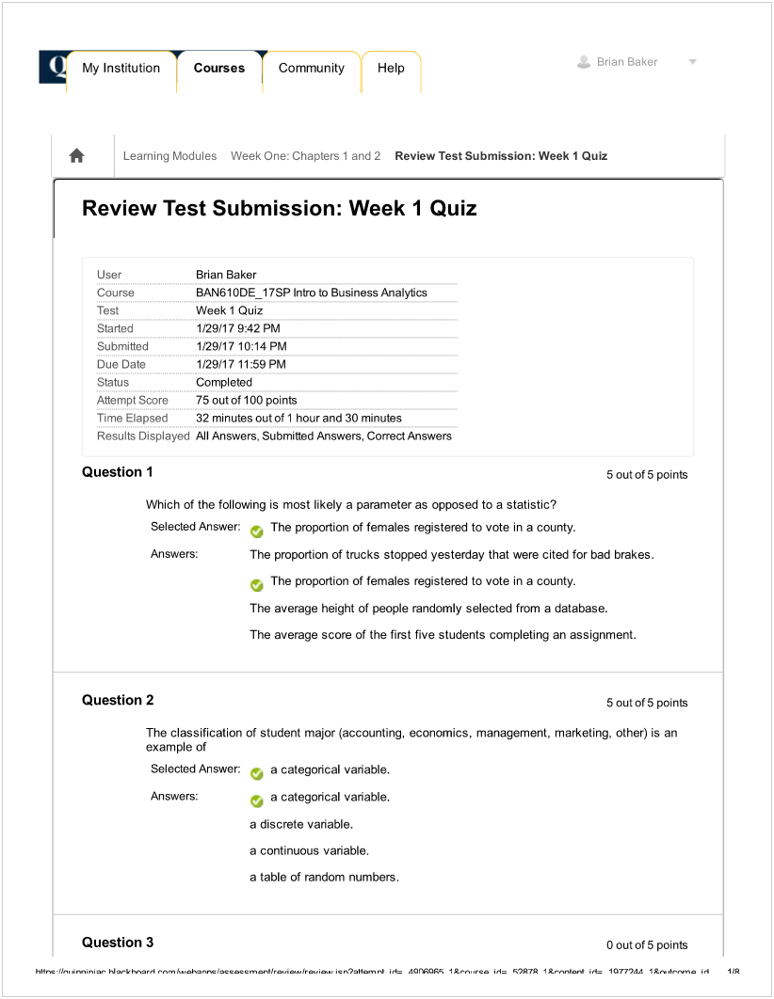 Q My Institution Courses Community Help Brian Baker
Learning Modules Week One: Chapters 1 and 2 Review Test Submission: Week 1 Quiz
Review Test Submission: Week 1 Quiz
User Brian Baker
Course BAN610DE_17SP Intro to Business Analytics
Test Week 1 Quiz
Started 1/29/17 9:42 PM
Submitted 1/29/17 10:14 PM
Due Date 1/29/17 11:59 PM
Status Completed
Attempt Score 75 out of 100 points
Time Elapsed 32 minutes out of 1 hour and 30 minutes
Results Displayed All Answers, Submitted Answers, Correct Answers
Question 1 5 out of 5 points
Which of the following is most likely a parameter as opposed to a statistic?
Selected Answer: The proportion of females registered to vote in a county.
Answers: The proportion of trucks stopped yesterday that were cited for bad brakes.
The proportion of females registered to vote in a county.
The average height of people randomly selected from a database.
The average score of the first five students completing an assignment.
Question 2 5 out of 5 points
The classification of student major (accounting, economics, management, marketing, other) is an
example of
Selected Answer: a categorical variable.
Answers: a categorical variable.
a discrete variable.
a continuous variable.
a table of random numbers.
Question 3 0 out of 5 points
https://quinnipiac.blackboard.com/webapps/assessment/review/review.jsp?attempt_id=_4906965_1&course_id=_52878_1&content_id=_1977244_1&outcome_id… 1/8